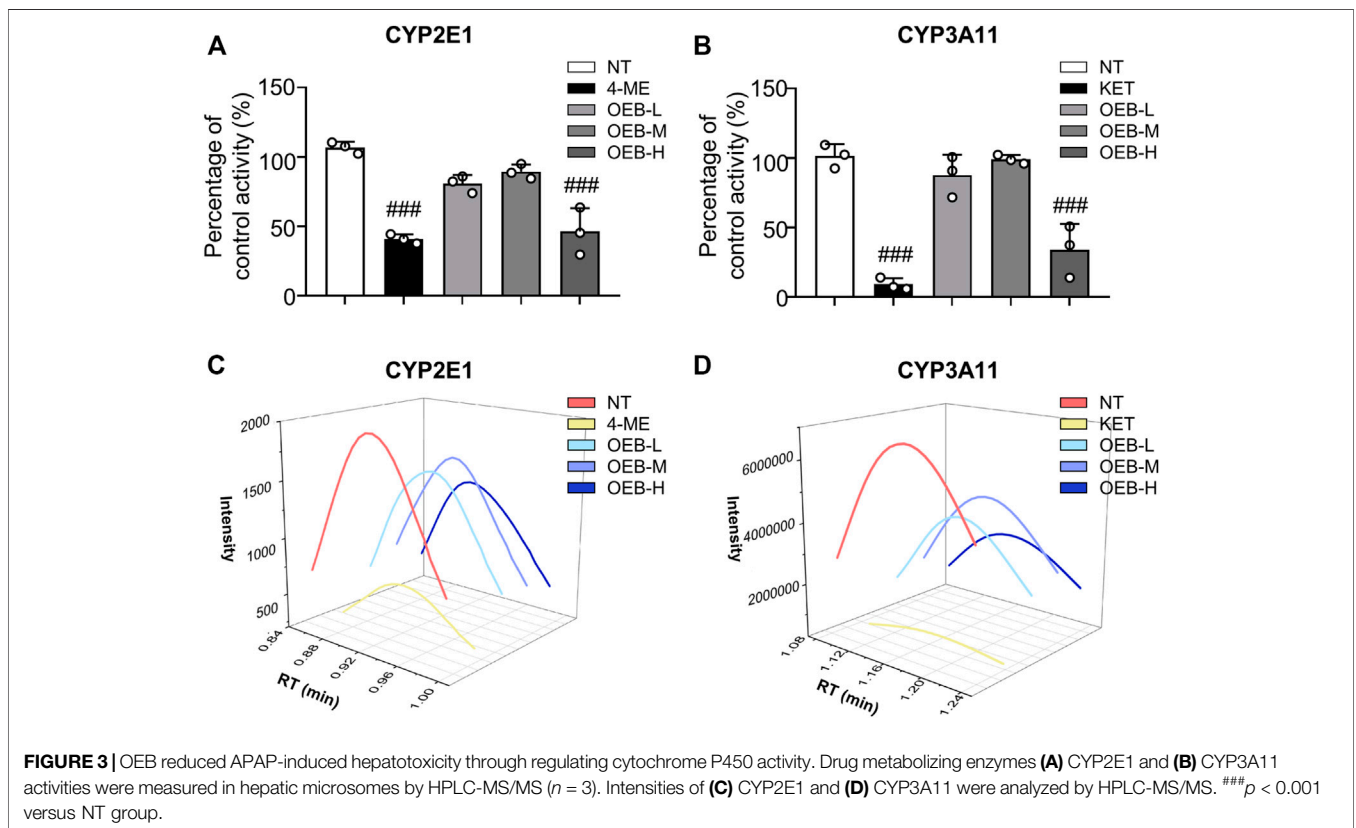 A
CYP2E1
NT
4-ME
OEB-L
OEB-M
OEB-H
Percentage of
control activity (%)
150
100
50
0
###
###
B
CYP3A11
NT
KET
OEB-L
OEB-M
OEB-H
Percentage of
control activity (%)
150
100
50
0
###
###
C
CYP2E1
NT
4-ME
OEB-L
OEB-M
OEB-H
Intensity
2000
1500
1000
500
0.84
0.88
0.92
0.96
1.00
RT (min)
D
CYP3A11
NT
KET
OEB-L
OEB-M
OEB-H
Intensity
6000000
4000000
2000000
1.08
1.12
1.16
1.20
1.24
RT (min)
FIGURE 3 | OEB reduced APAP-induced hepatotoxicity through regulating cytochrome P450 activity. Drug metabolizing enzymes (A) CYP2E1 and (B) CYP3A11
activities were measured in hepatic microsomes by HPLC-MS/MS (n = 3). Intensities of (C) CYP2E1 and (D) CYP3A11 were analyzed by HPLC-MS/MS. ###p < 0.001
versus NT group.